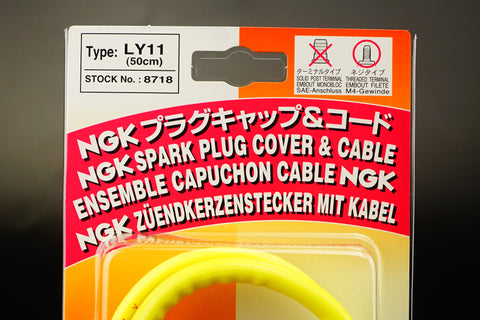 Type: LY11
(50cm)
STOCK No.: 8718
ターミナルタイプ
SOLID POST TERMINAL
EMBOUT MONOBLOC
SAE-Anschluss
ネジタイプ
THREADED TERMINAL
EMBOUT FILETE
M4-Gewinde
NGK プラグキャップ&コード
NGK SPARK PLUG COVER & CABLE
ENSEMBLE CAPUCHON CABLE NGK
NGK ZÜENDKERZENSTECKER MIT KABEL